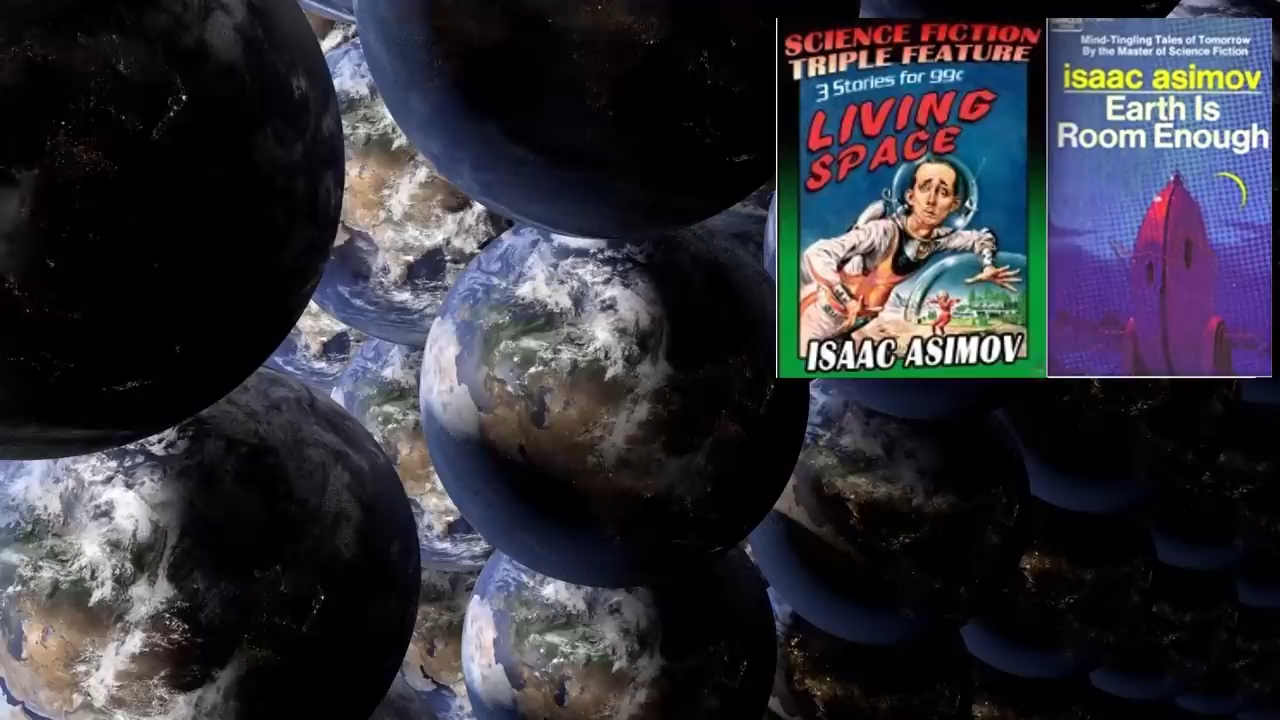 SCIENCE FICTION
TRIPLE FEATURE
3 Stories for 99¢
LIVING
SPACE
ISAAC ASIMOV
Mind-Tingling Tales of Tomorrow
By the Master of Science Fiction
isaac asimov
Earth Is
Room Enough